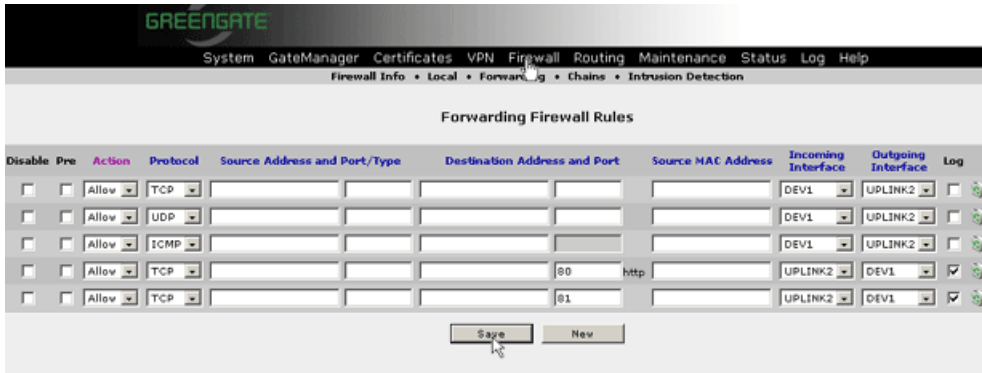 GREENGATE
System GateManager Certificates VPN Firewall Routing Maintenance Status Log Help
Firewall Info • Local • Forwarding • Chains • Intrusion Detection
Forwarding Firewall Rules
Disable Pre Action Protocol Source Address and Port/Type Destination Address and Port Source MAC Address Incoming Interface Outgoing Interface Log
Allow TCP DEV1 UPLINK2
Allow UDP DEV1 UPLINK2
Allow ICMP DEV1 UPLINK2
Allow TCP 80 http UPLINK2 DEV1
Allow TCP 81 UPLINK2 DEV1
Save New